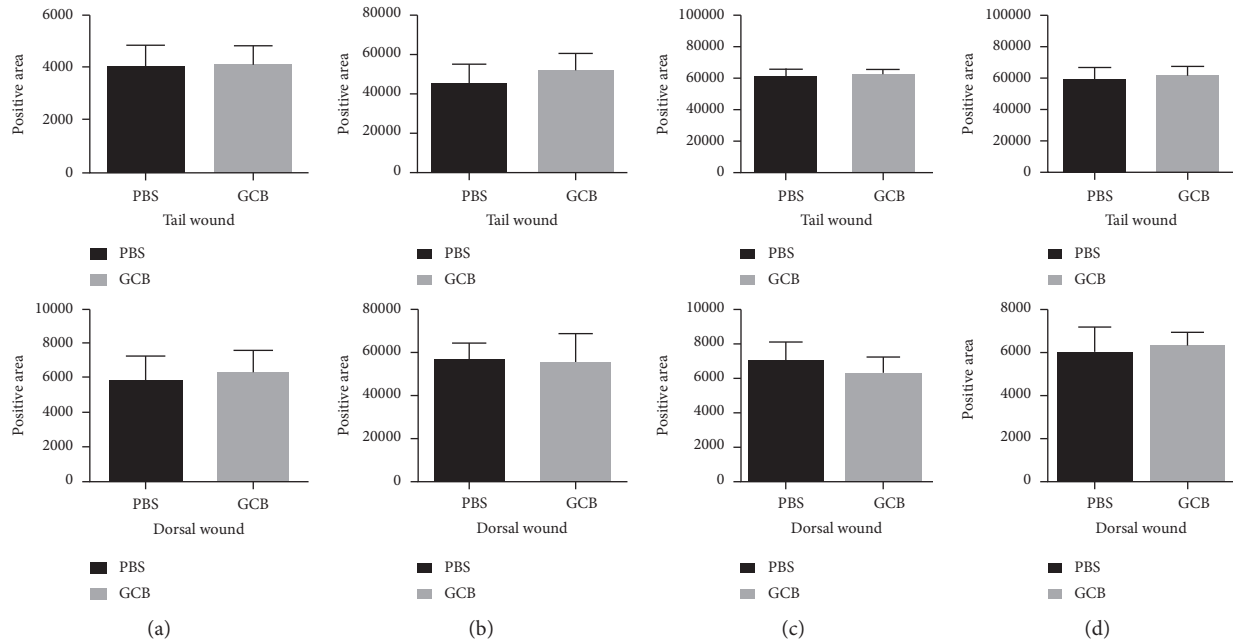 6000
4000
2000
0
Positive area
PBS
GCB
Tail wound
PBS
GCB
80000
60000
40000
20000
0
Positive area
PBS
GCB
Tail wound
PBS
GCB
100000
80000
60000
40000
20000
0
Positive area
PBS
GCB
Tail wound
PBS
GCB
100000
80000
60000
40000
20000
0
Positive area
PBS
GCB
Tail wound
PBS
GCB
10000
8000
6000
4000
2000
0
Positive area
PBS
GCB
Dorsal wound
PBS
GCB
(a)
80000
60000
40000
20000
0
Positive area
PBS
GCB
Dorsal wound
PBS
GCB
(b)
10000
8000
6000
4000
2000
0
Positive area
PBS
GCB
Dorsal wound
PBS
GCB
(c)
8000
6000
4000
2000
0
Positive area
PBS
GCB
Dorsal wound
PBS
GCB
(d)